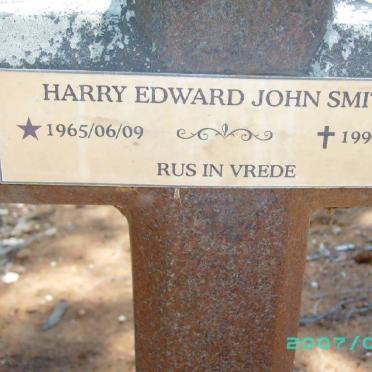 HARRY EDWARD JOHN SMIT
★ 1965/06/09 ✝ 199
RUS IN VREDE
2007/0